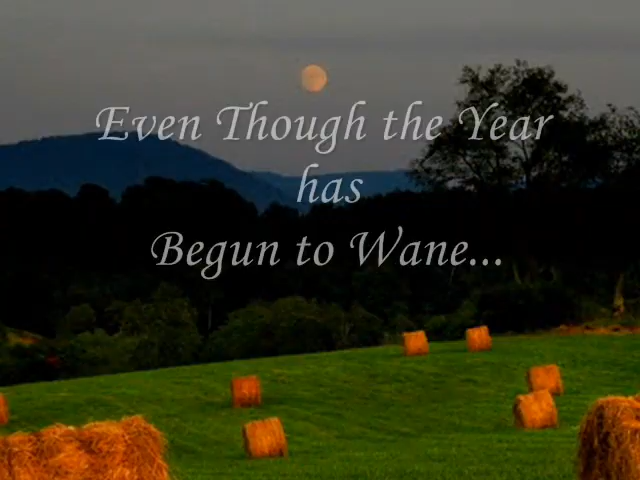 Even Though the Year
has
Begun to Wane...